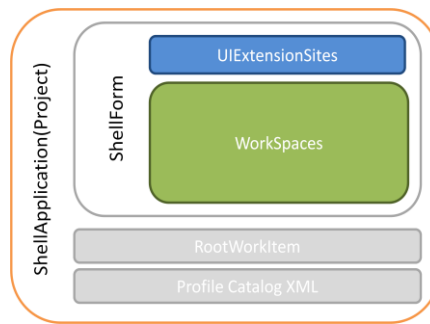 ShellApplication(Project)
ShellForm
UIExtensionSites
WorkSpaces
RootWorkItem
Profile Catalog XML